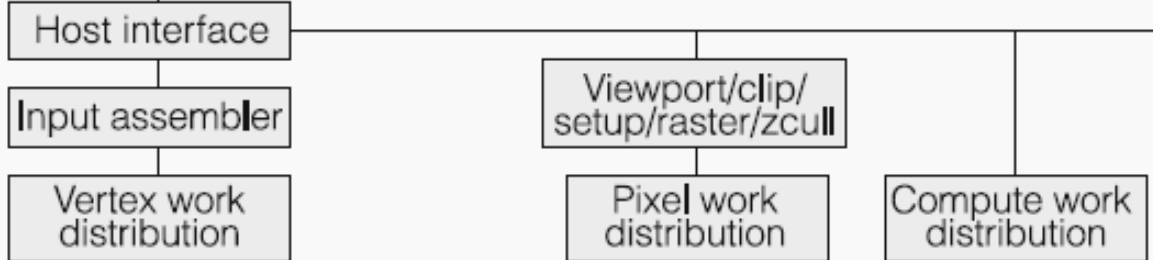 Host interface
Input assembler
Viewport/clip/
setup/raster/zcull
Vertex work
distribution
Pixel work
distribution
Compute work
distribution